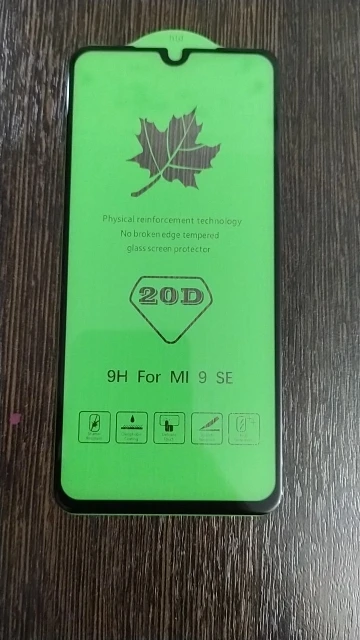 Physical reinforcement technology
No broken edge tempered
glass screen protector
20D
9H For MI 9 SE